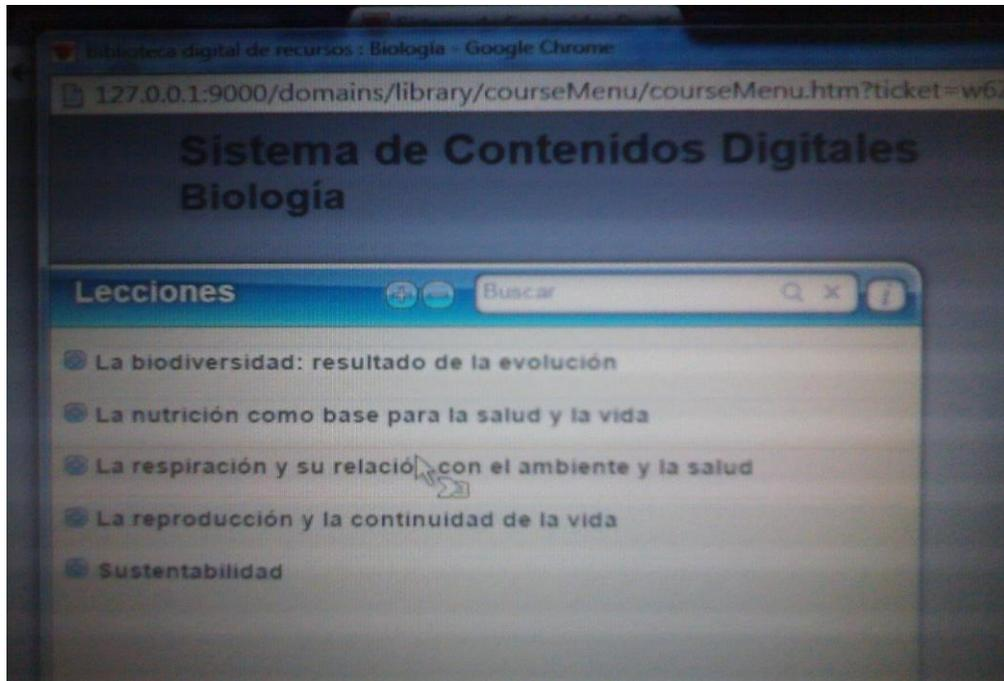 Biblioteca digital de recursos : Biología - Google Chrome
127.0.0.1:9000/domains/library/courseMenu/courseMenu.htm?ticket=w6
Sistema de Contenidos Digitales
Biología
Lecciones
Buscar
La biodiversidad: resultado de la evolución
La nutrición como base para la salud y la vida
La respiración y su relación con el ambiente y la salud
La reproducción y la continuidad de la vida
Sustentabilidad